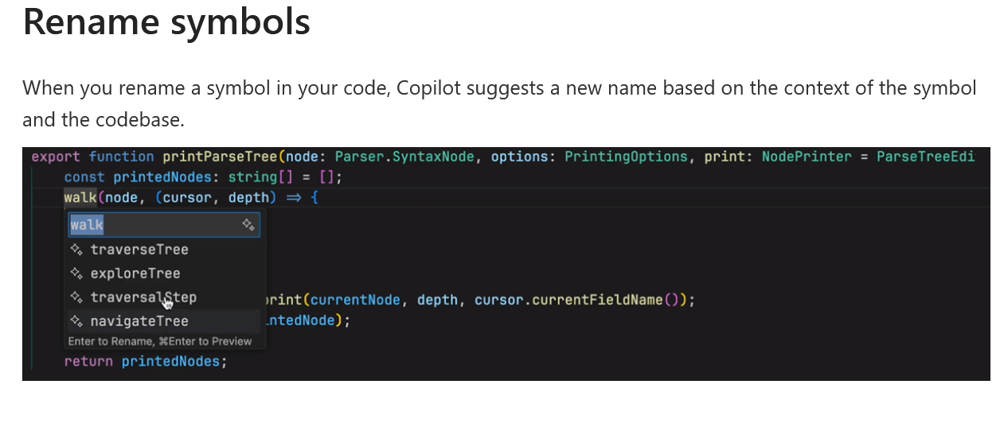 Rename symbols
When you rename a symbol in your code, Copilot suggests a new name based on the context of the symbol
and the codebase.
export function printParseTree(node: Parser.SyntaxNode, options: PrintingOptions, print: NodePrinter = ParseTreeEdi
const printedNodes: string[] = [];
walk(node, (cursor, depth) => {
walk
traverseTree
exploreTree
traversalStep
print(currentNode, depth, cursor.currentFieldName());
navigateTree
intedNode);
Enter to Rename, ⌘Enter to Preview
return printedNodes;